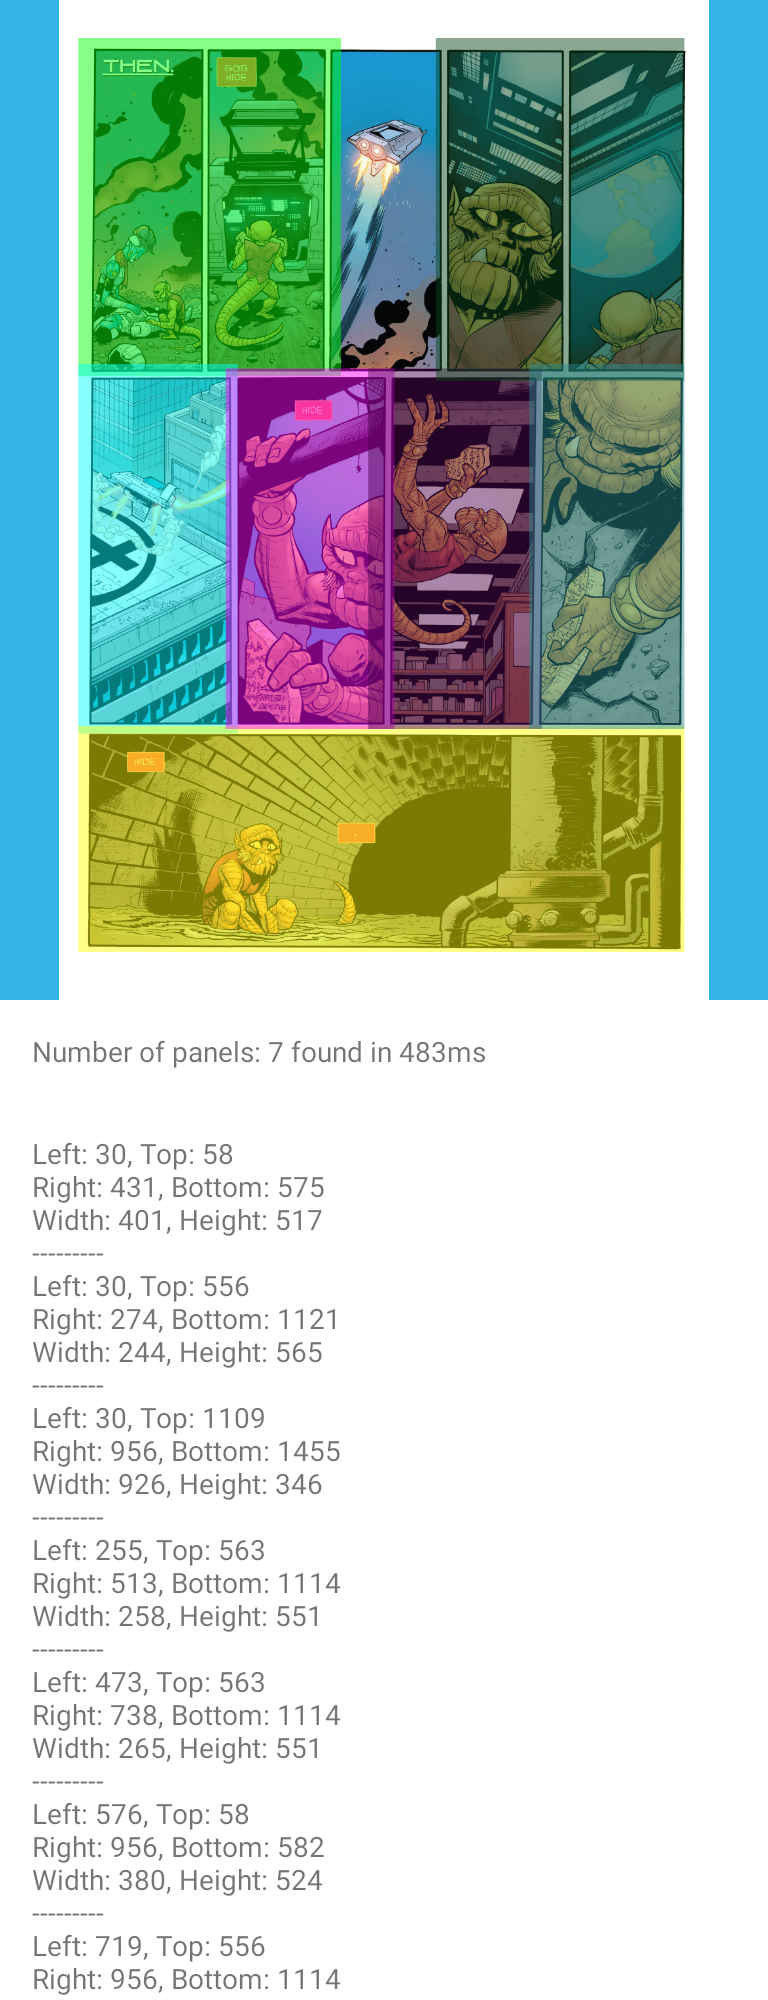 THEN.
GOG
HIDE
HIDE
HIDE
Number of panels: 7 found in 483ms
Left: 30, Top: 58
Right: 431, Bottom: 575
Width: 401, Height: 517
---------
Left: 30, Top: 556
Right: 274, Bottom: 1121
Width: 244, Height: 565
---------
Left: 30, Top: 1109
Right: 956, Bottom: 1455
Width: 926, Height: 346
---------
Left: 255, Top: 563
Right: 513, Bottom: 1114
Width: 258, Height: 551
---------
Left: 473, Top: 563
Right: 738, Bottom: 1114
Width: 265, Height: 551
---------
Left: 576, Top: 58
Right: 956, Bottom: 582
Width: 380, Height: 524
---------
Left: 719, Top: 556
Right: 956, Bottom: 1114